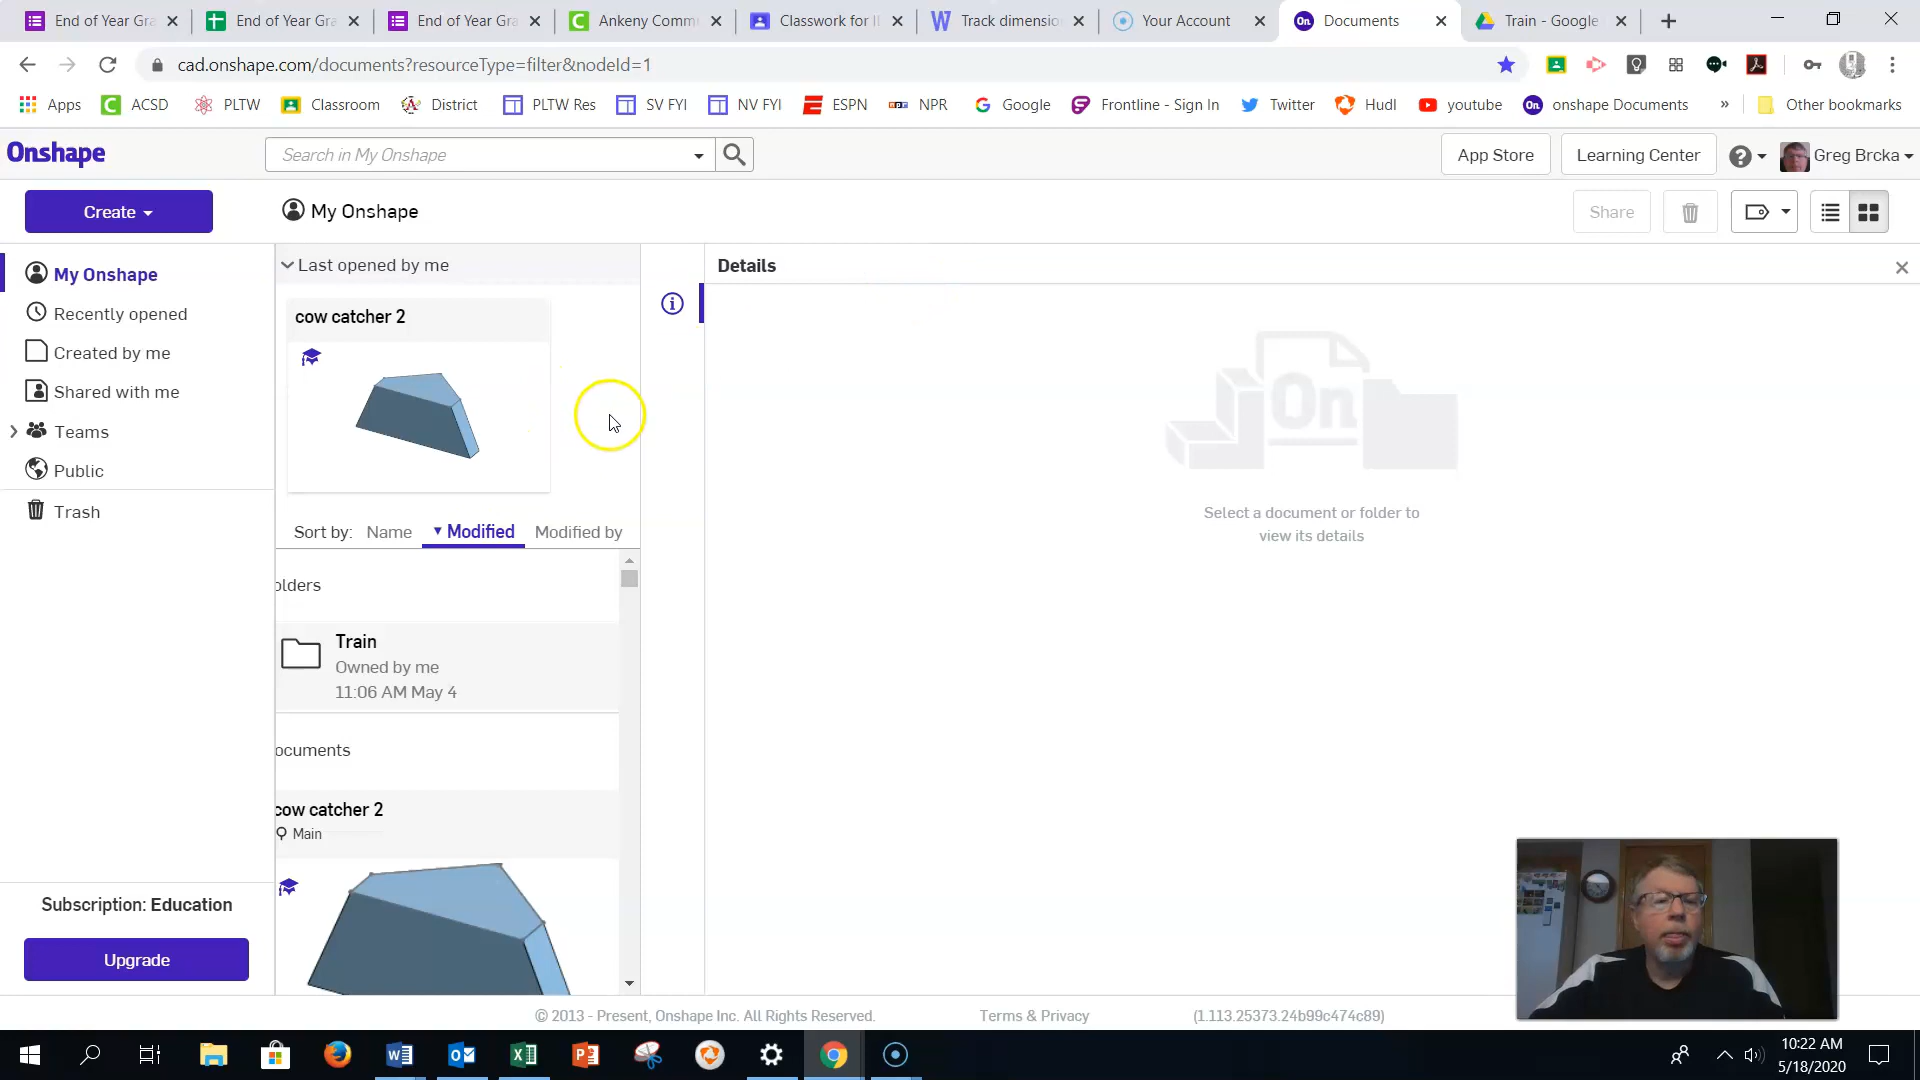 End of Year Gra
End of Year Gra
End of Year Gra
Ankeny Comm
Classwork for II
Track dimensio
Your Account
Documents
Train - Google
cad.onshape.com/documents?resourceType=filter&nodeId=1
Apps
ACSD
PLTW
Classroom
District
PLTW Res
SV FYI
NV FYI
ESPN
NPR
Google
Frontline - Sign In
Twitter
Hudl
youtube
onshape Documents
»
Other bookmarks
Onshape
Search in My Onshape
App Store
Learning Center
Greg Brcka
Create
My Onshape
Share
My Onshape
Recently opened
Created by me
Shared with me
Teams
Public
Trash
Last opened by me
cow catcher 2
Details
Sort by: Name Modified Modified by
olders
Train
Owned by me
11:06 AM May 4
ocuments
cow catcher 2
Main
On
Select a document or folder to
view its details
Subscription: Education
Upgrade
© 2013 - Present, Onshape Inc. All Rights Reserved.
Terms & Privacy
(1.113.25373.24b99c474c89)
10:22 AM
5/18/2020